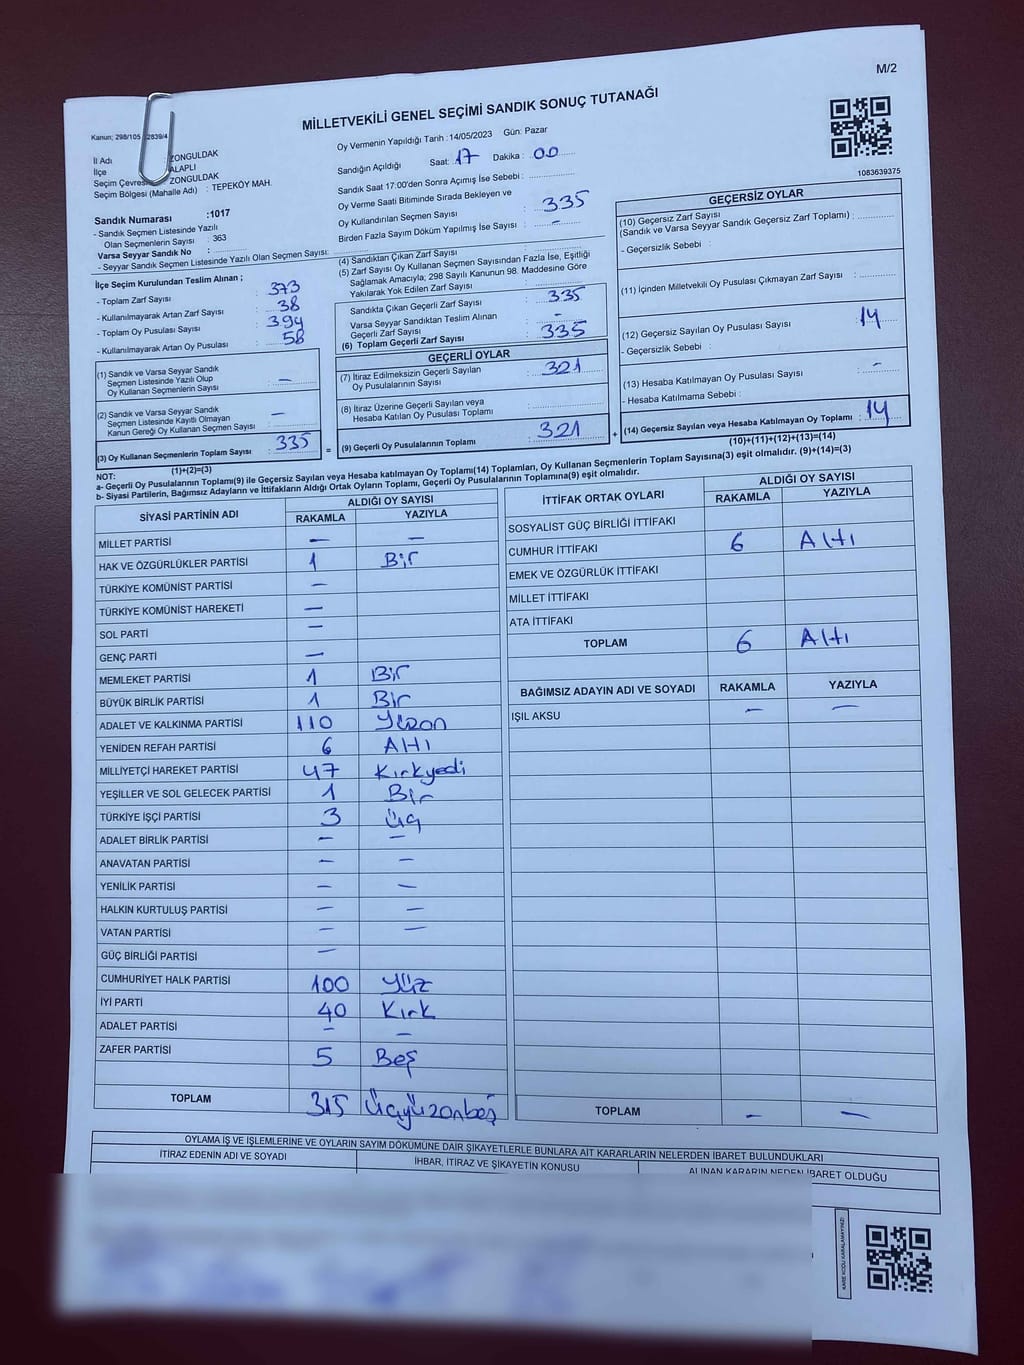 M/2
MİLLETVEKİLİ GENEL SEÇİMİ SANDIK SONUÇ TUTANAĞI
Kanun; 298/105, 2839/4
İl Adı : ZONGULDAK
İlçe : ALAPLI
Seçim Çevresi : ZONGULDAK
Seçim Bölgesi (Mahalle Adı) : TEPEKÖY MAH.
Sandık Numarası :1017
- Sandık Seçmen Listesinde Yazılı
Olan Seçmenlerin Sayısı : 363
Varsa Seyyar Sandık No :
- Seyyar Sandık Seçmen Listesinde Yazılı Olan Seçmen Sayısı:
Oy Vermenin Yapıldığı Tarih :14/05/2023 Gün: Pazar
Sandığın Açıldığı Saat: 17 Dakika : 00
Sandık Saat 17:00'den Sonra Açımış İse Sebebi :
Oy Verme Saati Bitiminde Sırada Bekleyen ve
Oy Kullandırılan Seçmen Sayısı : 335
Birden Fazla Sayım Döküm Yapılmış İse Sayısı : -
1083639375
İlçe Seçim Kurulundan Teslim Alınan ;
- Toplam Zarf Sayısı : 373
- Kullanılmayarak Artan Zarf Sayısı : 38
- Toplam Oy Pusulası Sayısı : 394
- Kullanılmayarak Artan Oy Pusulası : 58
(1) Sandık ve Varsa Seyyar Sandık
Seçmen Listesinde Yazılı Olup : -
Oy Kullanan Seçmenlerin Sayısı
(2) Sandık ve Varsa Seyyar Sandık
Seçmen Listesinde Kayıtlı Olmayan : -
Kanun Gereği Oy Kullanan Seçmen Sayısı
(3) Oy Kullanan Seçmenlerin Toplam Sayısı : 335
(1)+(2)=(3)
(4) Sandıktan Çıkan Zarf Sayısı :
(5) Zarf Sayısı Oy Kullanan Seçmen Sayısından Fazla İse, Eşitliği
Sağlamak Amacıyla; 298 Sayılı Kanunun 98. Maddesine Göre
Yakılarak Yok Edilen Zarf Sayısı :
Sandıkta Çıkan Geçerli Zarf Sayısı : 335
Varsa Seyyar Sandıktan Teslim Alınan
Geçerli Zarf Sayısı : -
(6) Toplam Geçerli Zarf Sayısı : 335
GEÇERLİ OYLAR
(7) İtiraz Edilmeksizin Geçerli Sayılan
Oy Pusulalarının Sayısı : 321
(8) İtiraz Üzerine Geçerli Sayılan veya
Hesaba Katılan Oy Pusulası Toplamı :
= (9) Geçerli Oy Pusulalarının Toplamı : 321
GEÇERSİZ OYLAR
(10) Geçersiz Zarf Sayısı
(Sandık ve Varsa Seyyar Sandık Geçersiz Zarf Toplamı) :
- Geçersizlik Sebebi :
(11) İçinden Milletvekili Oy Pusulası Çıkmayan Zarf Sayısı :
(12) Geçersiz Sayılan Oy Pusulası Sayısı : 14
- Geçersizlik Sebebi :
(13) Hesaba Katılmayan Oy Pusulası Sayısı : -
- Hesaba Katılmama Sebebi :
+ (14) Geçersiz Sayılan veya Hesaba Katılmayan Oy Toplamı : 14
(10)+(11)+(12)+(13)=(14)
NOT:
a- Geçerli Oy Pusulalarının Toplamı(9) ile Geçersiz Sayılan veya Hesaba katılmayan Oy Toplamı(14) Toplamları, Oy Kullanan Seçmenlerin Toplam Sayısına(3) eşit olmalıdır. (9)+(14)=(3)
b- Siyasi Partilerin, Bağımsız Adayların ve İttifakların Aldığı Ortak Oyların Toplamı, Geçerli Oy Pusulalarının Toplamına(9) eşit olmalıdır.
SİYASİ PARTİNİN ADI ALDIĞI OY SAYISI
RAKAMLA YAZIYLA
MİLLET PARTİSİ - -
HAK VE ÖZGÜRLÜKLER PARTİSİ 1 Bir
TÜRKİYE KOMÜNİST PARTİSİ -
TÜRKİYE KOMÜNİST HAREKETİ -
SOL PARTİ -
GENÇ PARTİ -
MEMLEKET PARTİSİ 1 Bir
BÜYÜK BİRLİK PARTİSİ 1 Bir
ADALET VE KALKINMA PARTİSİ 110 Yüzon
YENİDEN REFAH PARTİSİ 6 Altı
MİLLİYETÇİ HAREKET PARTİSİ 47 Kırkyedi
YEŞİLLER VE SOL GELECEK PARTİSİ 1 Bir
TÜRKİYE İŞÇİ PARTİSİ 3 Üç
ADALET BİRLİK PARTİSİ - -
ANAVATAN PARTİSİ - -
YENİLİK PARTİSİ - -
HALKIN KURTULUŞ PARTİSİ - -
VATAN PARTİSİ - -
GÜÇ BİRLİĞİ PARTİSİ -
CUMHURİYET HALK PARTİSİ 100 Yüz
İYİ PARTİ 40 Kırk
ADALET PARTİSİ - -
ZAFER PARTİSİ 5 Beş
TOPLAM 315 Üçyüzonbeş
İTTİFAK ORTAK OYLARI ALDIĞI OY SAYISI
RAKAMLA YAZIYLA
SOSYALİST GÜÇ BİRLİĞİ İTTİFAKI
CUMHUR İTTİFAKI 6 Altı
EMEK VE ÖZGÜRLÜK İTTİFAKI
MİLLET İTTİFAKI
ATA İTTİFAKI
TOPLAM 6 Altı
BAĞIMSIZ ADAYIN ADI VE SOYADI RAKAMLA YAZIYLA
IŞIL AKSU - -
TOPLAM - -
OYLAMA İŞ VE İŞLEMLERİNE VE OYLARIN SAYIM DÖKÜMÜNE DAİR ŞİKAYETLERLE BUNLARA AİT KARARLARIN NELERDEN İBARET BULUNDUKLARI
İTİRAZ EDENİN ADI VE SOYADI İHBAR, İTİRAZ VE ŞİKAYETİN KONUSU ALINAN KARARIN NEDEN İBARET OLDUĞU
KARE KODU KARALAMAYINIZ!